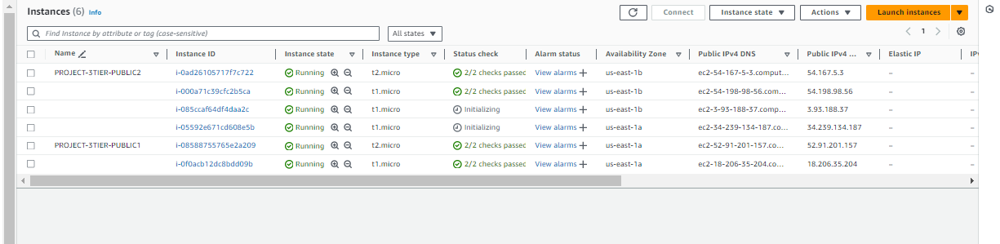 Instances (6) Info Connect Instance state Actions Launch instances
Find Instance by attribute or tag (case-sensitive) All states 1
Name Instance ID Instance state Instance type Status check Alarm status Availability Zone Public IPv4 DNS Public IPv4 ... Elastic IP
PROJECT-3TIER-PUBLIC2 i-0ad26105717f7c722 Running t2.micro 2/2 checks passec View alarms + us-east-1b ec2-54-167-5-3.comput... 54.167.5.3 – –
i-000a71c39cfc2b5ca Running t1.micro 2/2 checks passec View alarms + us-east-1b ec2-54-198-98-56.com... 54.198.98.56 – –
i-085ccaf64df4daa2c Running t1.micro Initializing View alarms + us-east-1b ec2-3-93-188-37.comp... 3.93.188.37 – –
i-05592e671cd608e5b Running t1.micro Initializing View alarms + us-east-1a ec2-34-239-134-187.co... 34.239.134.187 – –
PROJECT-3TIER-PUBLIC1 i-08588755765e2a209 Running t2.micro 2/2 checks passec View alarms + us-east-1a ec2-52-91-201-157.co... 52.91.201.157 – –
i-0f0acb12dc8bdd09b Running t1.micro 2/2 checks passec View alarms + us-east-1a ec2-18-206-35-204.co... 18.206.35.204 – –